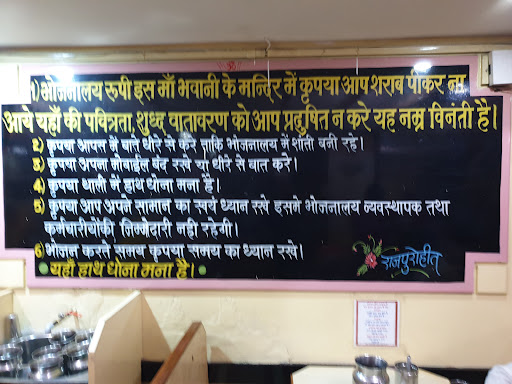 १) भोजनालय रूपी इस माँ भवानी के मन्दिर में कृपया आप शराब पीकर ना
आये यहाँ की पवित्रता शुध्द वातावरण को आप प्रदुषित न करे यह नम्र विनंती है।
2) कृपया आपस में बाते धीरे से करे ताकि भोजनालय में शांती बनी रहे।
3) कृपया अपना मोबाईल बंद रखे या धीरे से बात करे।
4) कृपया थाली में हाथ धोना मना है।
5) कृपया आप अपने सामान का स्वयं ध्यान रखे इसमे भोजनालय व्यवस्थापक तथा
कर्मचारीयोंकी जिम्मेदारी नही रहेगी।
6) भोजन करते समय कृपया समय का ध्यान रखे।
यहाँ हाथ धोना मना है।
राजपुरोहीत